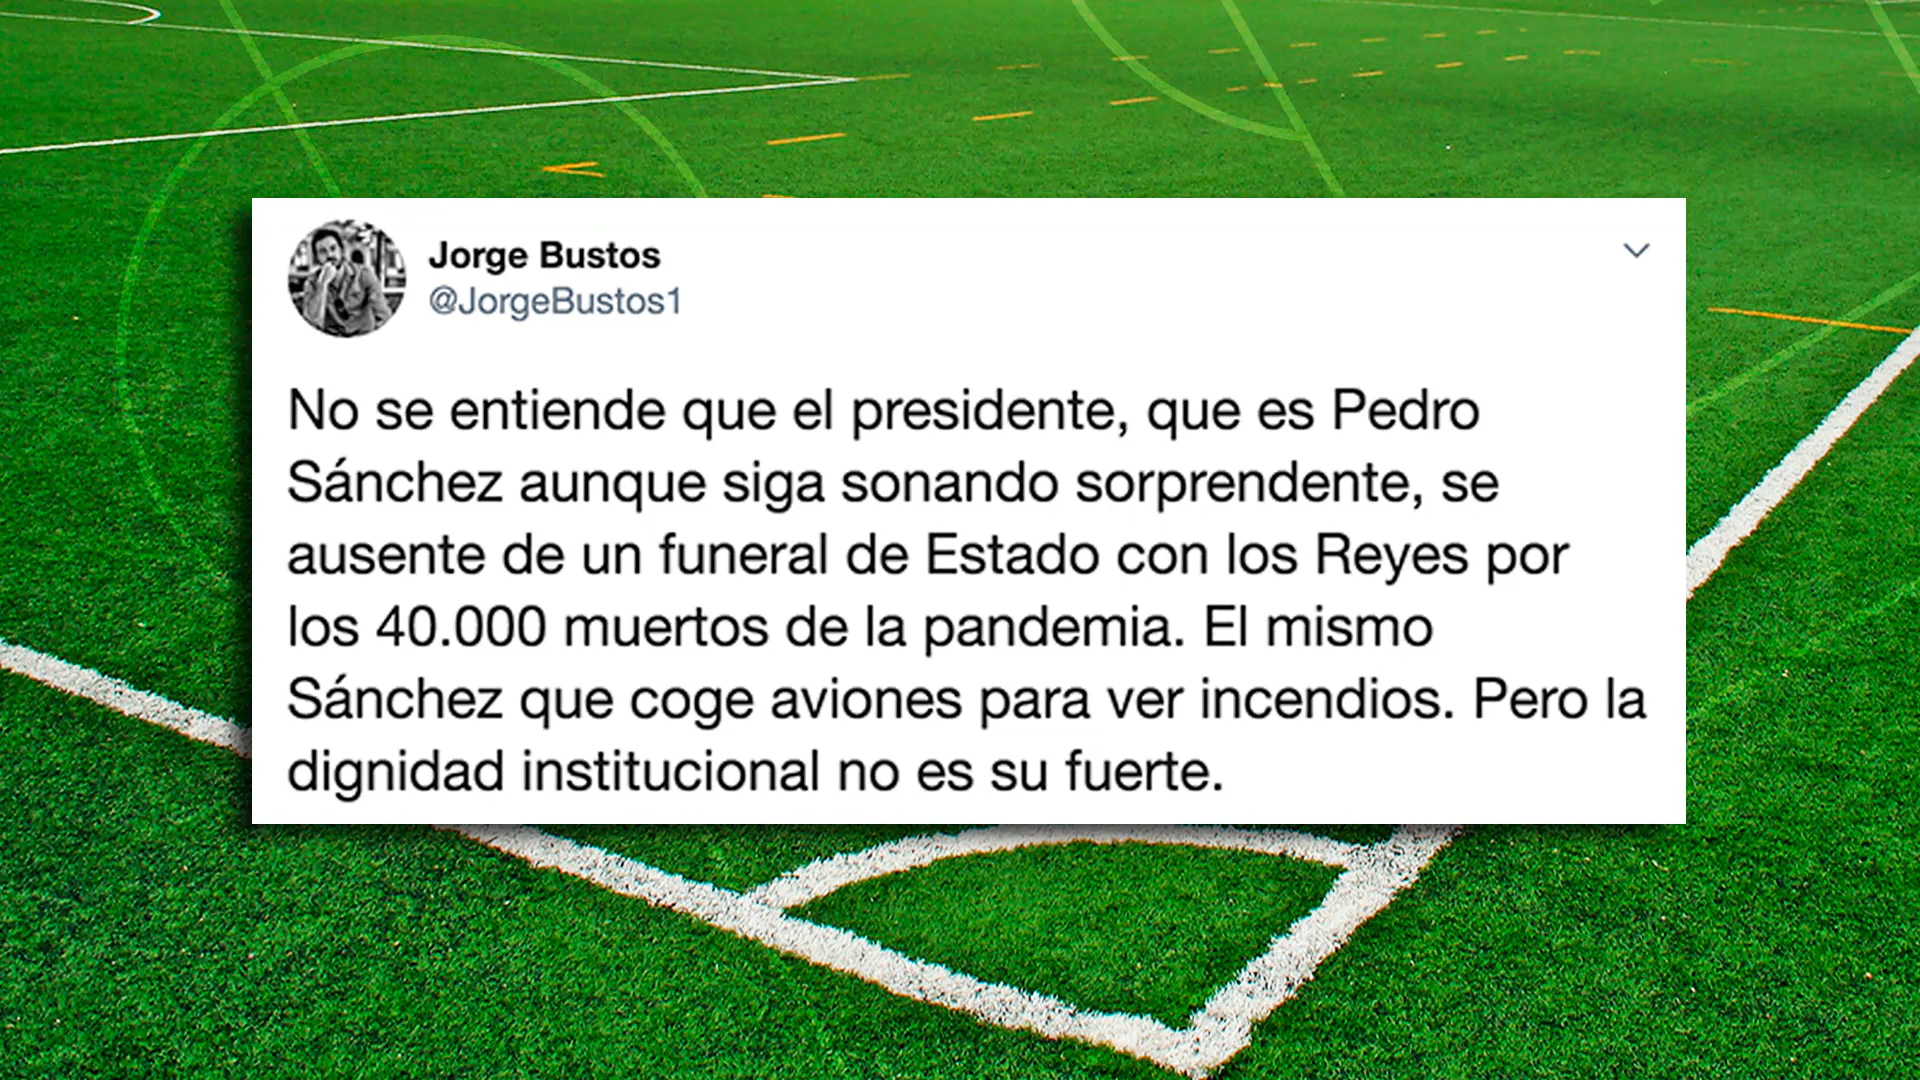 Jorge Bustos
@JorgeBustos1
No se entiende que el presidente, que es Pedro
Sánchez aunque siga sonando sorprendente, se
ausente de un funeral de Estado con los Reyes por
los 40.000 muertos de la pandemia. El mismo
Sánchez que coge aviones para ver incendios. Pero la
dignidad institucional no es su fuerte.